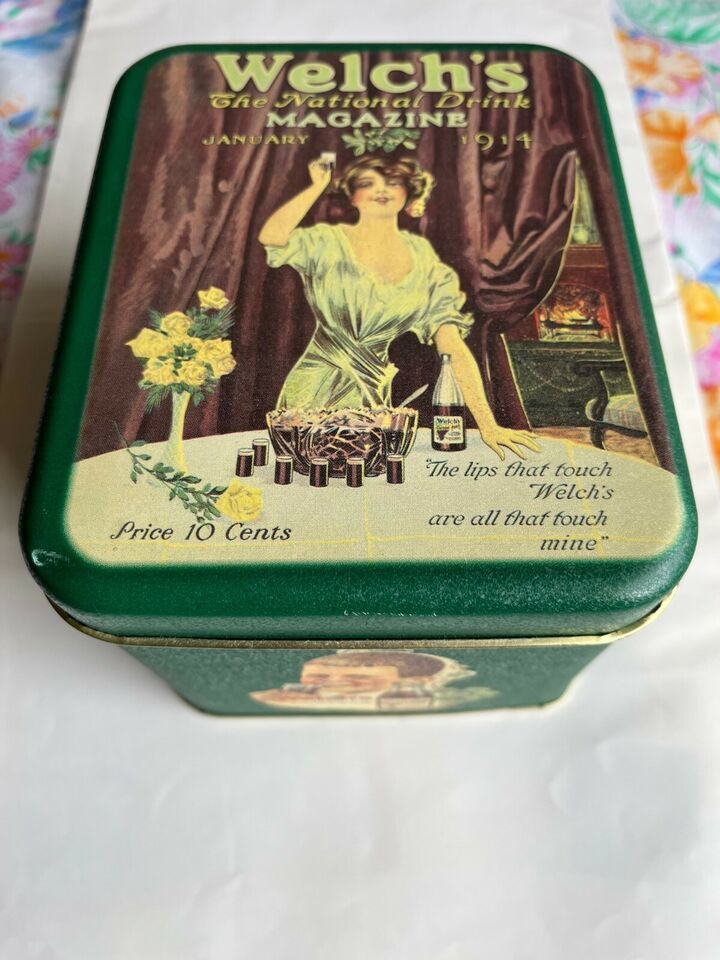 Welch's
The National Drink
MAGAZINE
JANUARY 1914
Welch's
"The lips that touch
Welch's
are all that touch
mine"
Price 10 Cents